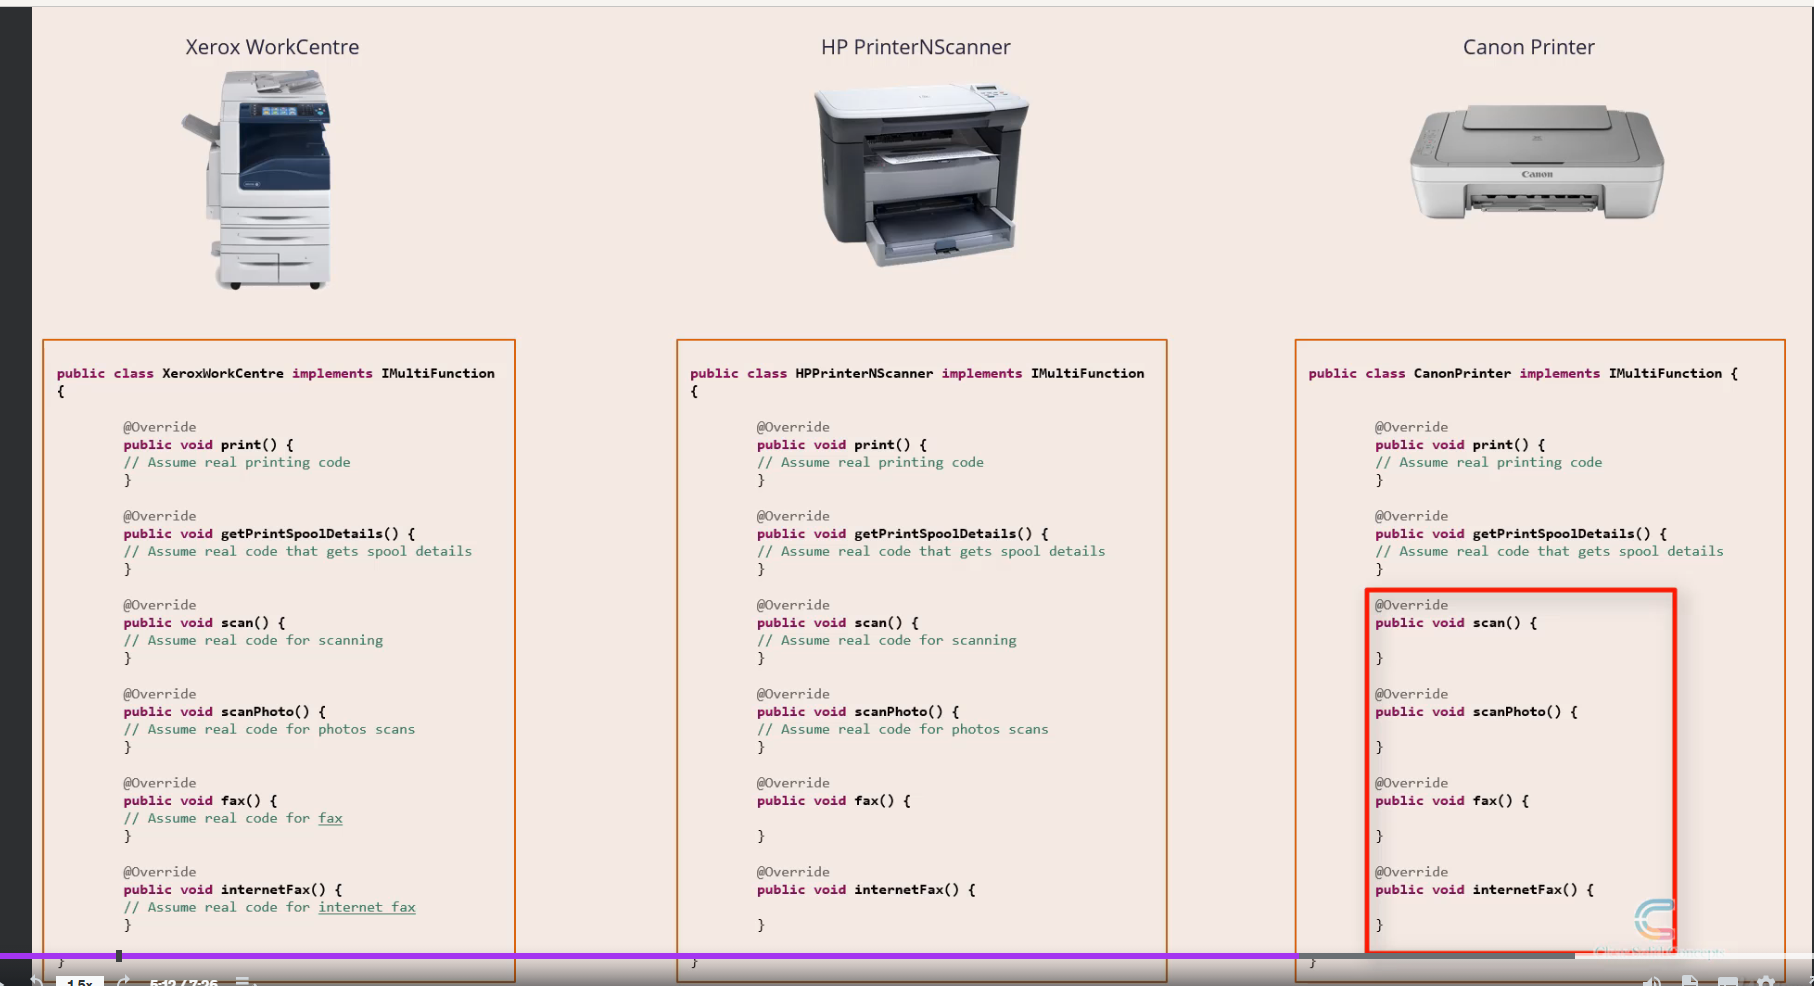 Xerox WorkCentre
HP PrinterNScanner
Canon Printer
Canon
public class XeroxWorkCentre implements IMultiFunction
{
@Override
public void print() {
// Assume real printing code
}
@Override
public void getPrintSpoolDetails() {
// Assume real code that gets spool details
}
@Override
public void scan() {
// Assume real code for scanning
}
@Override
public void scanPhoto() {
// Assume real code for photos scans
}
@Override
public void fax() {
// Assume real code for fax
}
@Override
public void internetFax() {
// Assume real code for internet fax
}
}
public class HPPrinterNScanner implements IMultiFunction
{
@Override
public void print() {
// Assume real printing code
}
@Override
public void getPrintSpoolDetails() {
// Assume real code that gets spool details
}
@Override
public void scan() {
// Assume real code for scanning
}
@Override
public void scanPhoto() {
// Assume real code for photos scans
}
@Override
public void fax() {
}
@Override
public void internetFax() {
}
}
public class CanonPrinter implements IMultiFunction {
@Override
public void print() {
// Assume real printing code
}
@Override
public void getPrintSpoolDetails() {
// Assume real code that gets spool details
}
@Override
public void scan() {
}
@Override
public void scanPhoto() {
}
@Override
public void fax() {
}
@Override
public void internetFax() {
}
}
1.5x
5:12 / 7:26